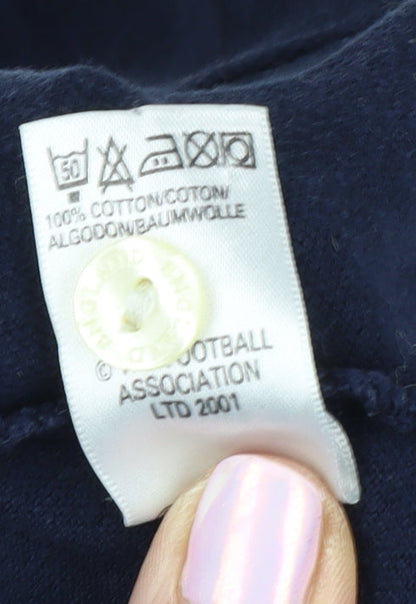 50
100% COTTON/COTON/
ALGODON/BAUMWOLLE
© FOOTBALL
ASSOCIATION
LTD 2001